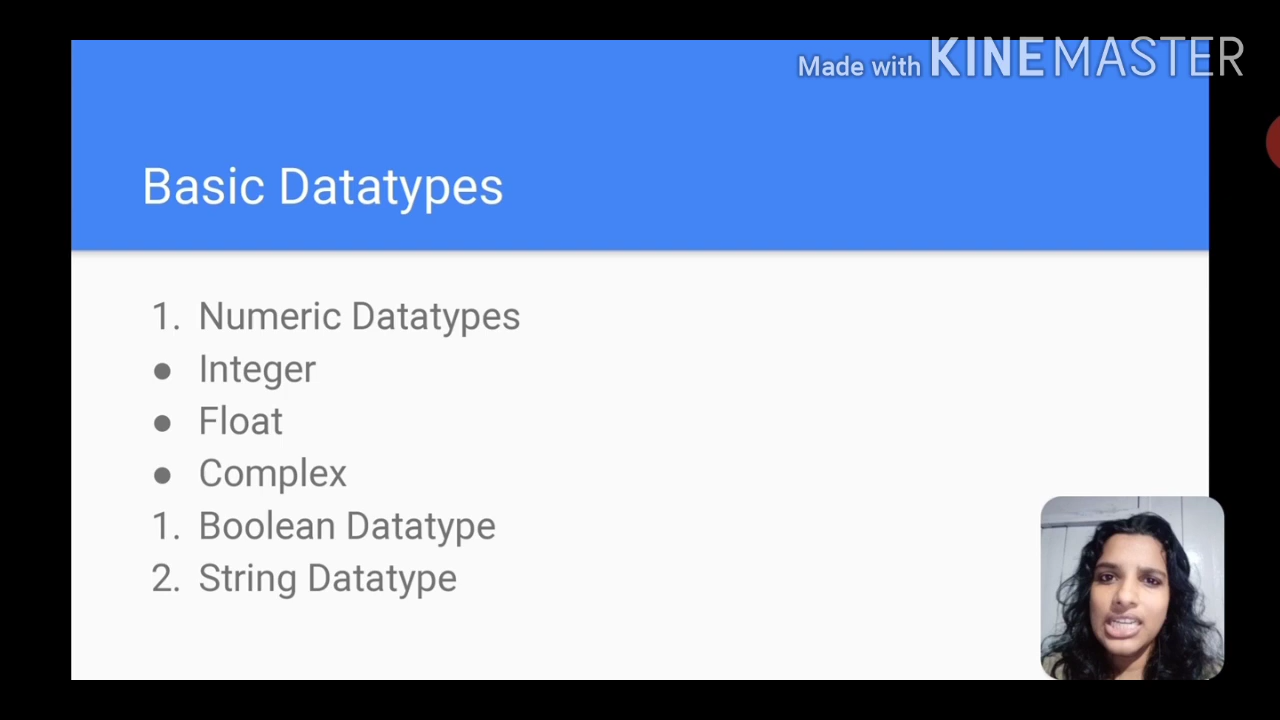 Made with KINEMASTER
Basic Datatypes
1. Numeric Datatypes
● Integer
● Float
● Complex
1. Boolean Datatype
2. String Datatype